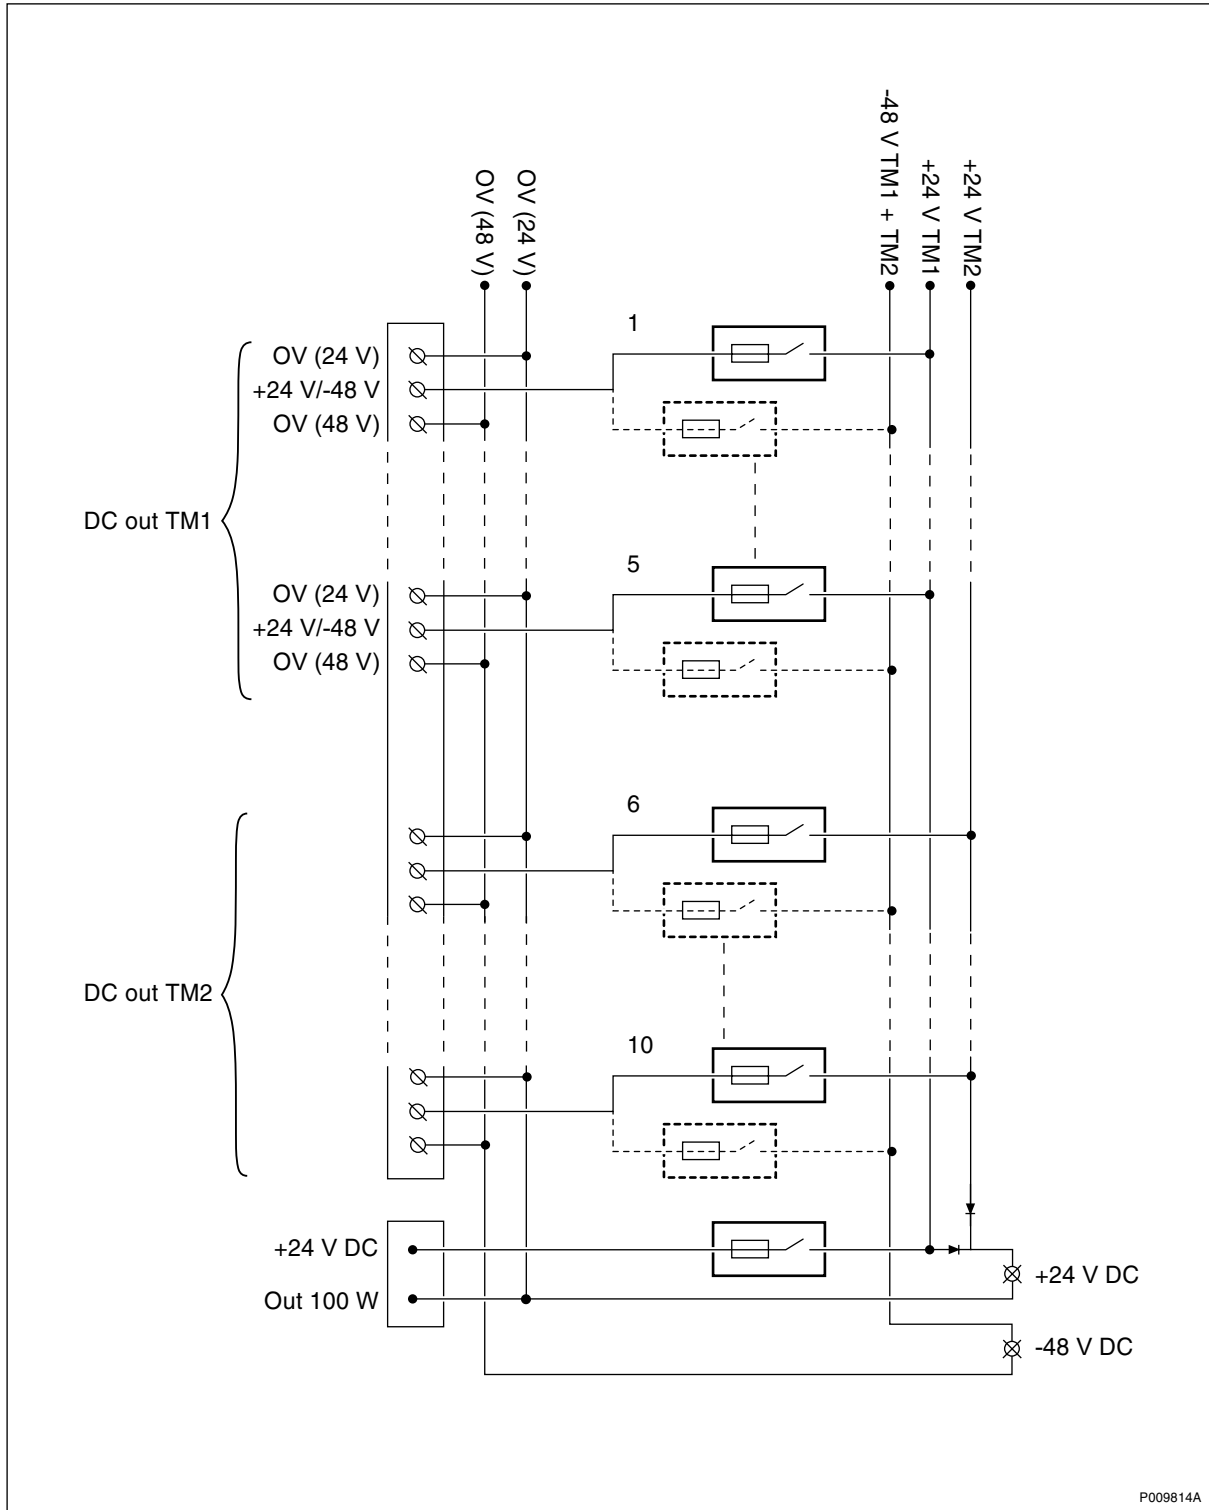 OV (48 V)
OV (24 V)
-48 V TM1 + TM2
+24 V TM1
+24 V TM2
1
OV (24 V)
+24 V/-48 V
OV (48 V)
DC out TM1
5
OV (24 V)
+24 V/-48 V
OV (48 V)
6
DC out TM2
10
+24 V DC
+24 V DC
Out 100 W
-48 V DC
P009814A